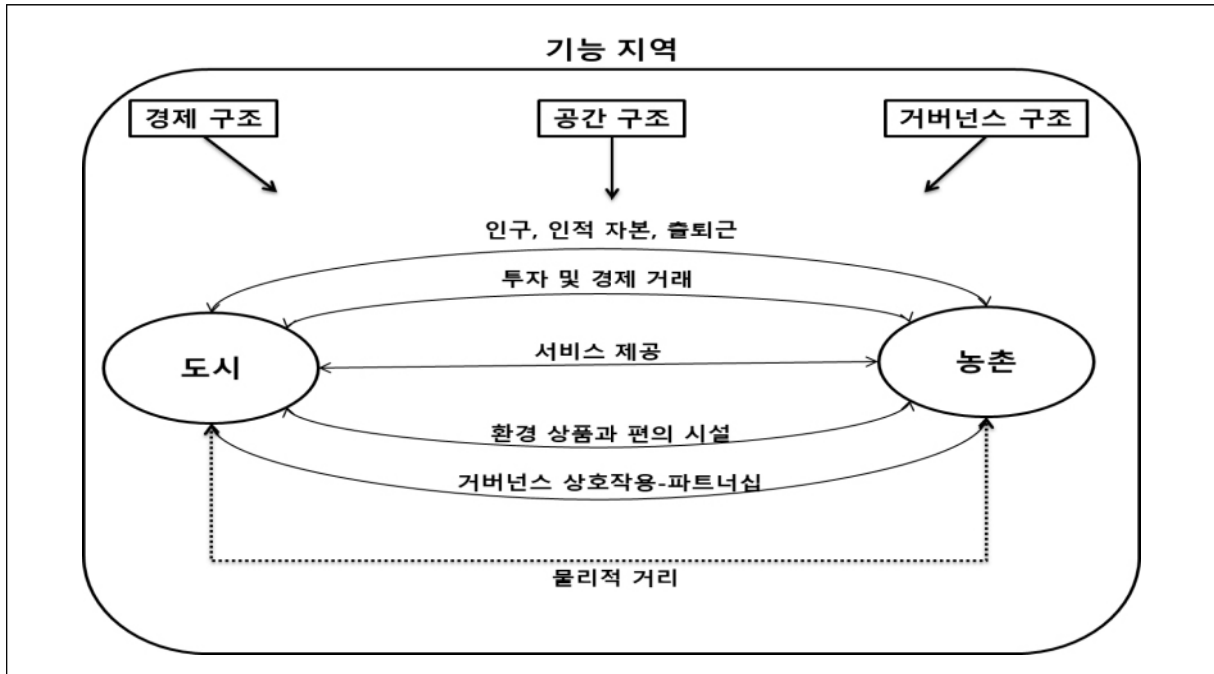 기능 지역
경제 구조
공간 구조
거버넌스 구조
인구, 인적 자본, 출퇴근
투자 및 경제 거래
서비스 제공
도시
농촌
환경 상품과 편의 시설
거버넌스 상호작용-파트너십
물리적 거리